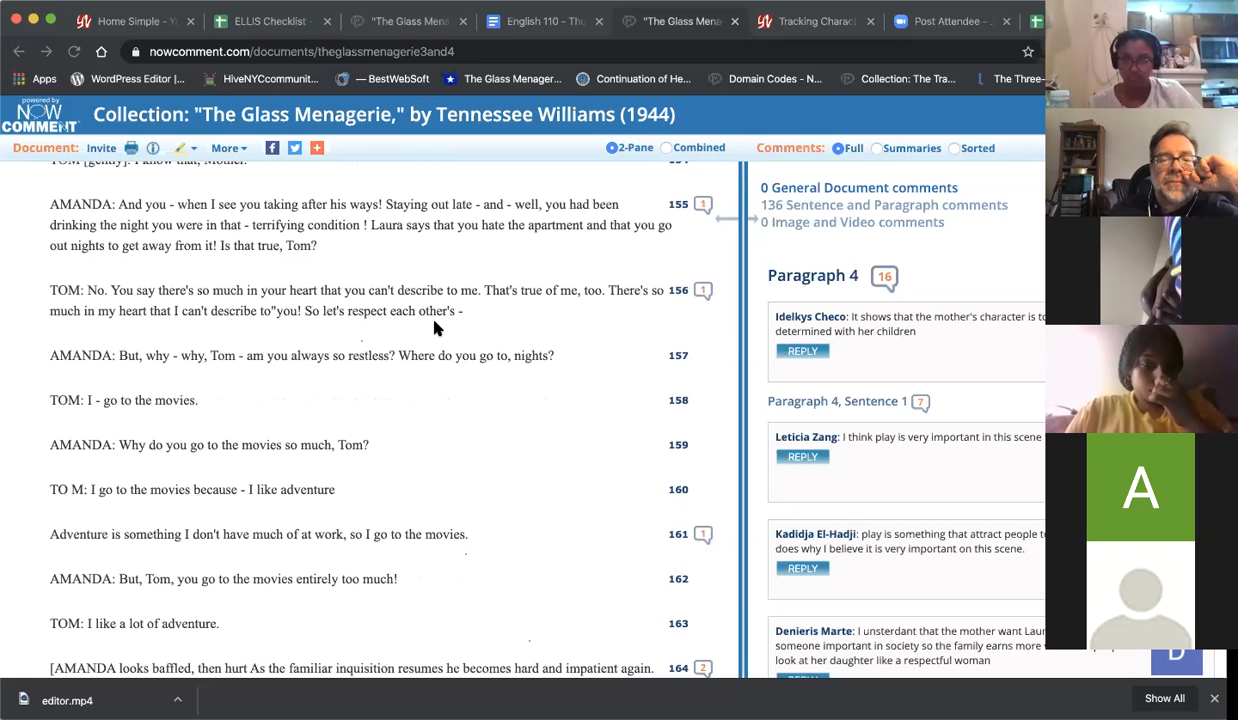 Home Simple - Y
ELLIS Checklist -
"The Glass Mena
English 110 - Thu
"The Glass Mena
Tracking Charac
Post Attendee -
nowcomment.com/documents/theglassmenagerie3and4
Apps
WordPress Editor |...
HiveNYCcommunit...
— BestWebSoft
The Glass Menager...
Continuation of He...
Domain Codes - N...
Collection: The Tra...
The Three-
powered by
NOW
COMMENT
Collection: "The Glass Menagerie," by Tennessee Williams (1944)
Document:
Invite
More
2-Pane
Combined
Comments:
Full
Summaries
Sorted
TOM [gently]: I know that, Mother.
AMANDA: And you - when I see you taking after his ways! Staying out late - and - well, you had been
drinking the night you were in that - terrifying condition ! Laura says that you hate the apartment and that you go
out nights to get away from it! Is that true, Tom?
155
1
TOM: No. You say there's so much in your heart that you can't describe to me. That's true of me, too. There's so
much in my heart that I can't describe to"you! So let's respect each other's -
156
1
AMANDA: But, why - why, Tom - am you always so restless? Where do you go to, nights?
157
TOM: I - go to the movies.
158
AMANDA: Why do you go to the movies so much, Tom?
159
TO M: I go to the movies because - I like adventure
160
Adventure is something I don't have much of at work, so I go to the movies.
161
1
AMANDA: But, Tom, you go to the movies entirely too much!
162
TOM: I like a lot of adventure.
163
[AMANDA looks baffled, then hurt As the familiar inquisition resumes he becomes hard and impatient again.
164
2
0 General Document comments
136 Sentence and Paragraph comments
0 Image and Video comments
Paragraph 4
16
Idelkys Checo: It shows that the mother's character is to
determined with her children
REPLY
Paragraph 4, Sentence 1
7
Leticia Zang: I think play is very important in this scene
REPLY
Kadidja El-Hadji: play is something that attract people to
does why I believe it is very important on this scene.
REPLY
Denieris Marte: I unsterdant that the mother want Laur
someone important in society so the family earns more
look at her daughter like a respectful woman
A
D
editor.mp4
Show All